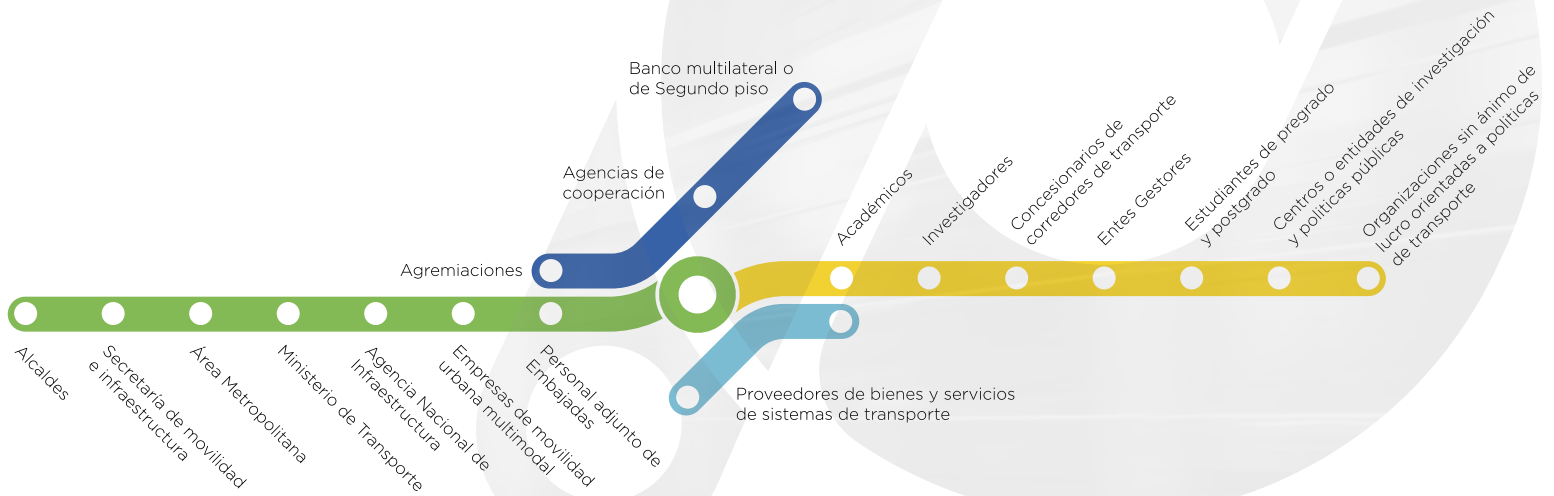 Banco multilateral o
de Segundo piso
Agencias de
cooperación
Agremiaciones
Alcaldes
Secretaría de movilidad
e infraestructura
Área Metropolitana
Ministerio de Transporte
Agencia Nacional de
Infraestructura
Empresas de movilidad
urbana multimodal
Personal adjunto de
Embajadas
Académicos
Investigadores
Concesionarios de
corredores de transporte
Entes Gestores
Estudiantes de pregrado
y postgrado
Centros o entidades de investigación
y políticas públicas
Organizaciones sin ánimo de
lucro orientadas a políticas
de transporte
Proveedores de bienes y servicios
de sistemas de transporte